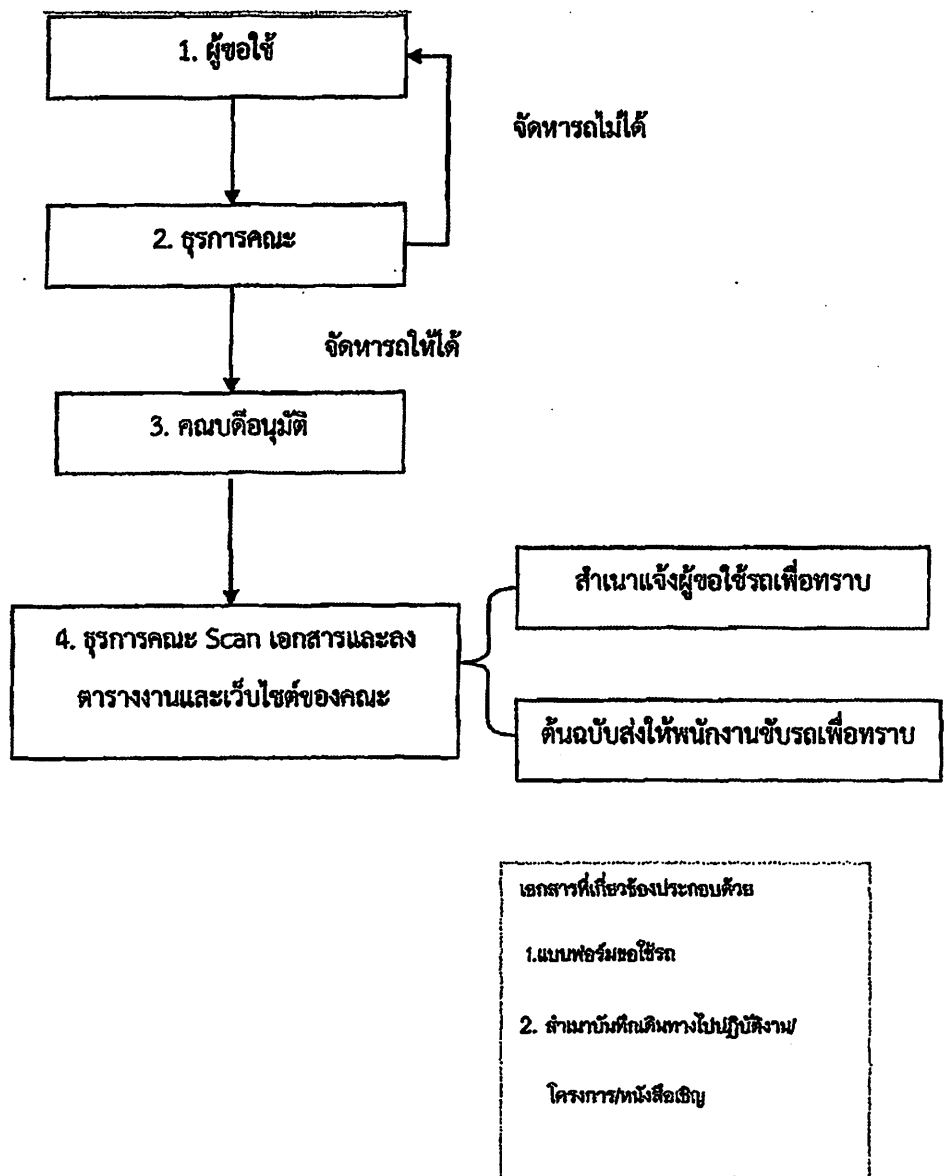 1. ผู้ขอใช้
จัดหารถไม่ได้
2. ธุรการคณะ
จัดหารถให้ได้
3. คณบดีอนุมัติ
สำเนาแจ้งผู้ขอใช้รถเพื่อทราบ
4. ธุรการคณะ Scan เอกสารและลง
ตารางงานและเว็บไซต์ของคณะ
ต้นฉบับส่งให้พนักงานขับรถเพื่อทราบ
เอกสารที่เกี่ยวข้องประกอบด้วย
1.แบบฟอร์มขอใช้รถ
2. สำเนาบันทึกเดินทางไปปฏิบัติงาน/
โครงการ/หนังสือเชิญ